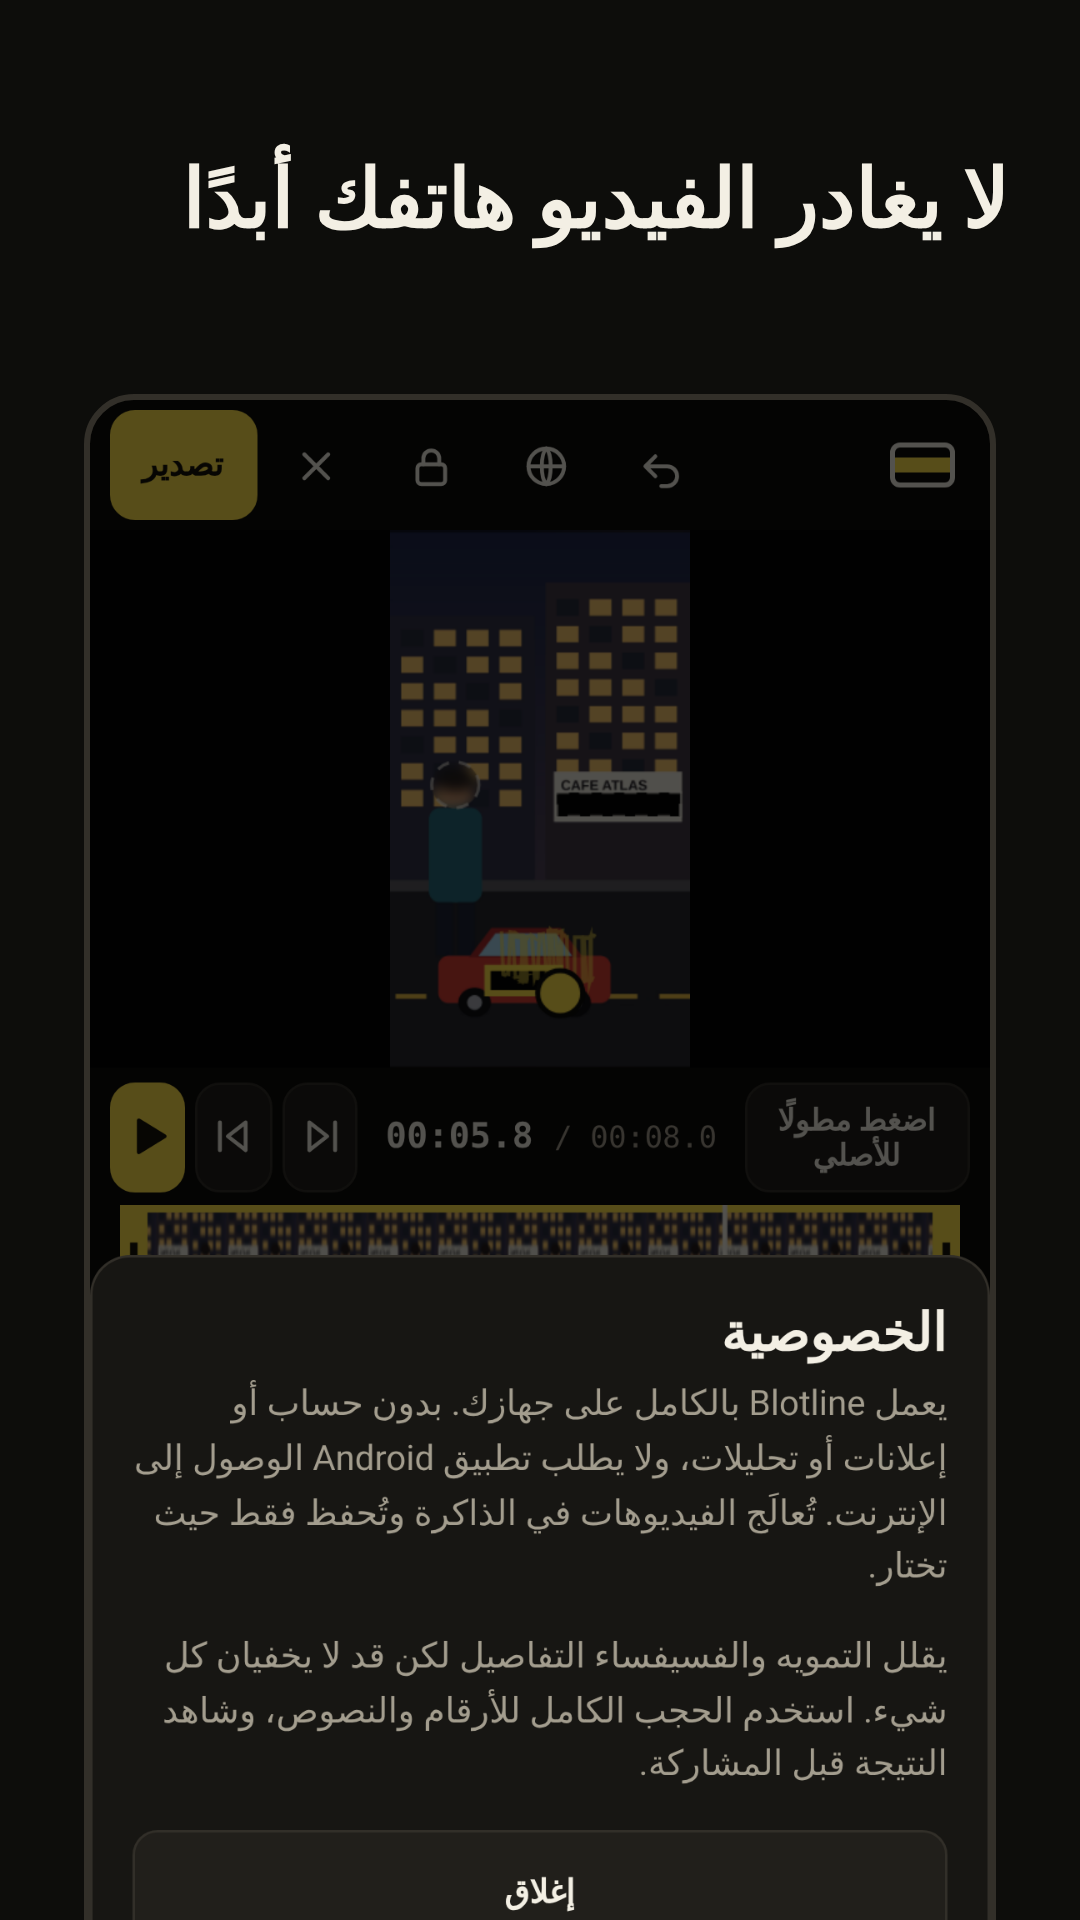 لا يغادر الفيديو هاتفك أبدًا
تصدير
CAFE ATLAS
00:05.8 / 00:08.0
اضغط مطولًا
للأصلي
الخصوصية
يعمل Blotline بالكامل على جهازك. بدون حساب أو
إعلانات أو تحليلات، ولا يطلب تطبيق Android الوصول إلى
الإنترنت. تُعالَج الفيديوهات في الذاكرة وتُحفظ فقط حيث
تختار.
يقلل التمويه والفسيفساء التفاصيل لكن قد لا يخفيان كل
شيء. استخدم الحجب الكامل للأرقام والنصوص، وشاهد
النتيجة قبل المشاركة.
إغلاق